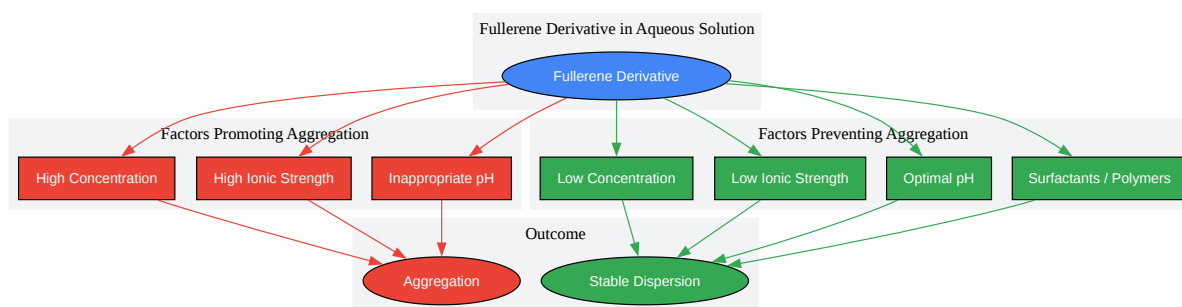 Fullerene Derivative in Aqueous Solution
Fullerene Derivative
Factors Promoting Aggregation
Factors Preventing Aggregation
High Concentration
High Ionic Strength
Inappropriate pH
Low Concentration
Low Ionic Strength
Optimal pH
Surfactants / Polymers
Outcome
Aggregation
Stable Dispersion